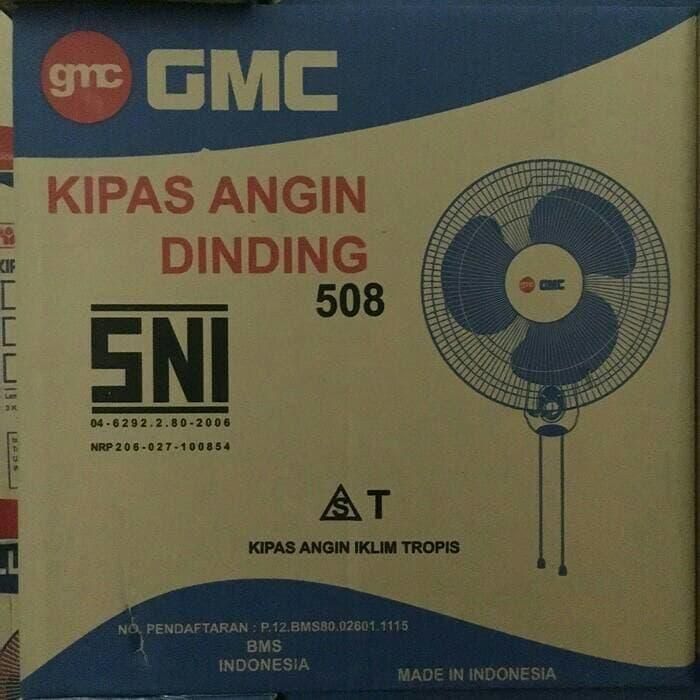 gmc GMC
KIPAS ANGIN
DINDING
508
GMC
SNI
04-6292.2.80-2006
NRP 206-027-100854
S T
KIPAS ANGIN IKLIM TROPIS
NO. PENDAFTARAN : P.12.BMS80.02601.1115
BMS
INDONESIA
MADE IN INDONESIA